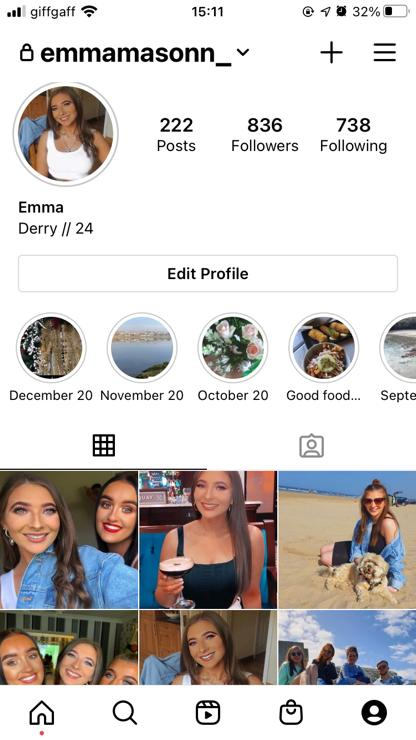 giffgaff 15:11 32%
emmamasonn_
222 836 738
Posts Followers Following
Emma
Derry // 24
Edit Profile
December 20 November 20 October 20 Good food... Septe
QUAY